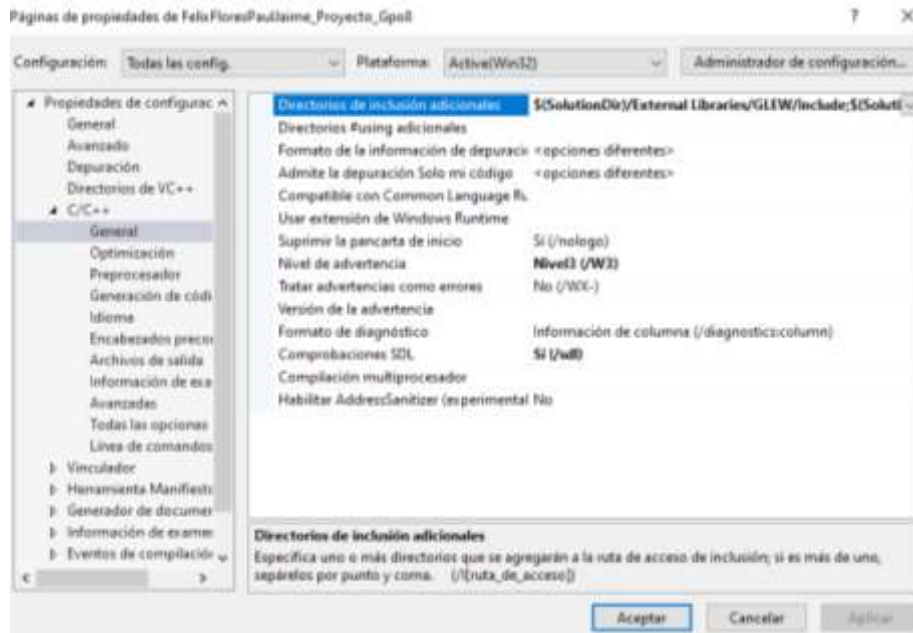 Páginas de propiedades de FelixFloresPaulJaime_Proyecto_Gpo8 ? X
Configuración: Todas las config. Plataforma: Active(Win32) Administrador de configuración...
Propiedades de configurac
General
Avanzado
Depuración
Directorios de VC++
C/C++
General
Optimización
Preprocesador
Generación de códi
Idioma
Encabezados precor
Archivos de salida
Información de exa
Avanzadas
Todas las opciones
Línea de comandos
Vinculador
Herramienta Manifiesto
Generador de documer
Información de examer
Eventos de compilación
Directorios de inclusión adicionales $(SolutionDir)/External Libraries/GLEW/include;$(Soluti
Directorios #using adicionales
Formato de la información de depuraci <opciones diferentes>
Admite la depuración Solo mi código <opciones diferentes>
Compatible con Common Language Ru
Usar extensión de Windows Runtime
Suprimir la pancarta de inicio Sí (/nologo)
Nivel de advertencia Nivel3 (/W3)
Tratar advertencias como errores No (/WX-)
Versión de la advertencia
Formato de diagnóstico Información de columna (/diagnostics:column)
Comprobaciones SDL Sí (/sdl)
Compilación multiprocesador
Habilitar AddressSanitizer (experimental No
Directorios de inclusión adicionales
Especifica uno o más directorios que se agregarán a la ruta de acceso de inclusión; si es más de uno,
sepárelos por punto y coma. (/I[ruta_de_acceso])
Aceptar Cancelar Aplicar